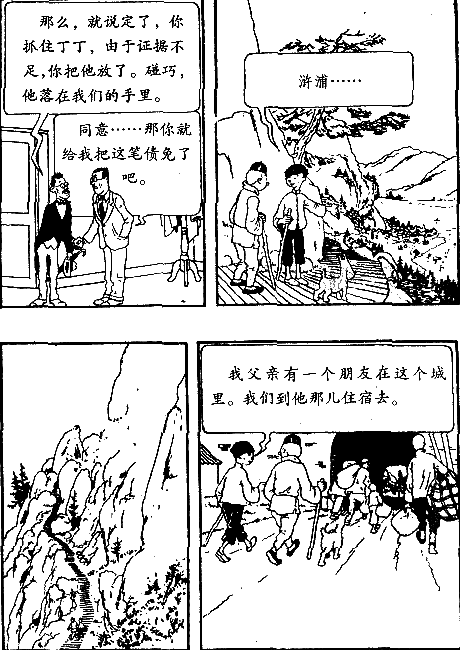 那么，就说定了，你
抓住丁丁，由于证据不
足，你把他放了。碰巧，
他落在我们的手里。
同意……那你就
给我把这笔债免了
吧。
浒浦……
我父亲有一个朋友在这个城
里。我们到他那儿住宿去。